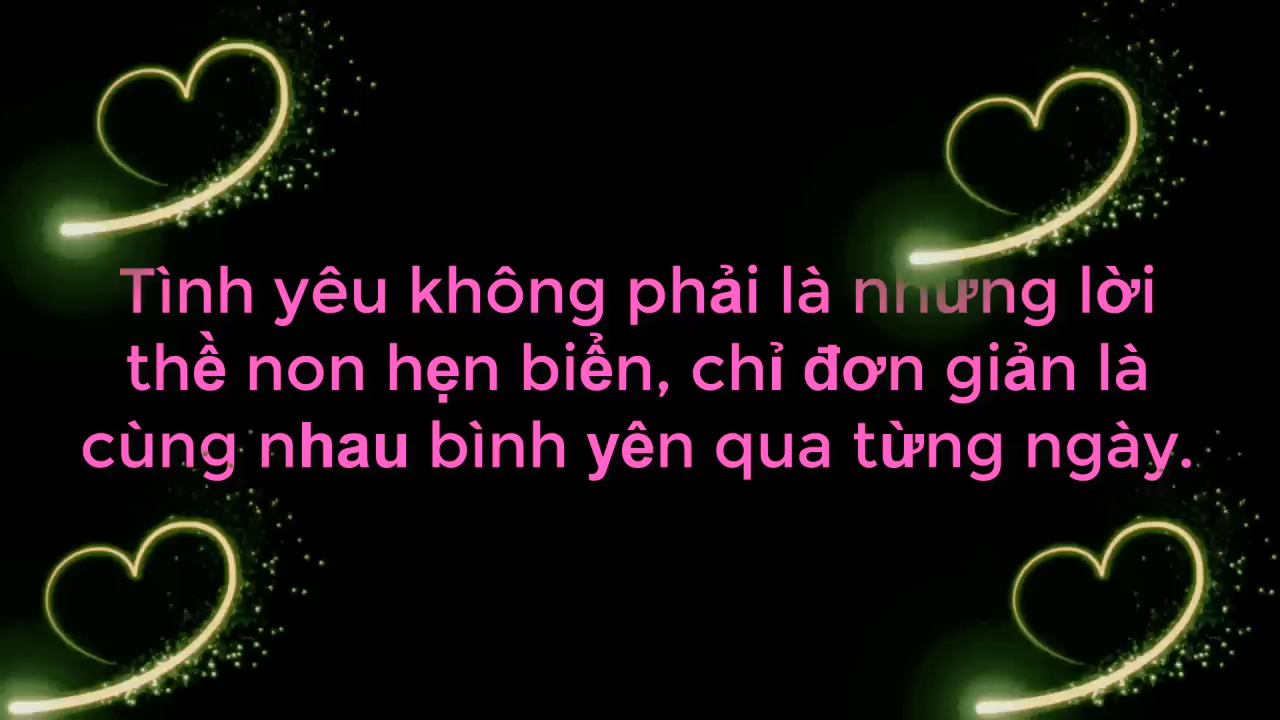 Tình yêu không phải là những lời
thề non hẹn biển, chỉ đơn giản là
cùng nhau bình yên qua từng ngày.